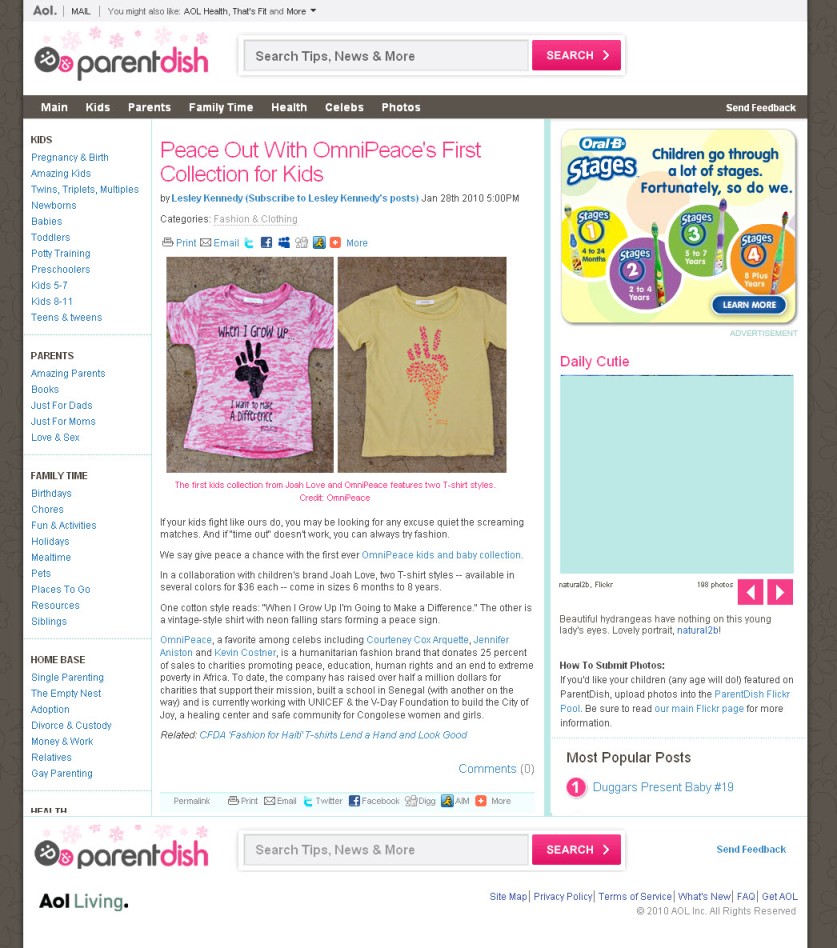 Aol. | MAIL | You might also like: AOL Health, That's Fit and More
parentdish
Search Tips, News & More
SEARCH
Main Kids Parents Family Time Health Celebs Photos Send Feedback
KIDS
Pregnancy & Birth
Amazing Kids
Twins, Triplets, Multiples
Newborns
Babies
Toddlers
Potty Training
Preschoolers
Kids 5-7
Kids 8-11
Teens & tweens
PARENTS
Amazing Parents
Books
Just For Dads
Just For Moms
Love & Sex
FAMILY TIME
Birthdays
Chores
Fun & Activities
Holidays
Mealtime
Pets
Places To Go
Resources
Siblings
HOME BASE
Single Parenting
The Empty Nest
Adoption
Divorce & Custody
Money & Work
Relatives
Gay Parenting
HEALTH
Peace Out With OmniPeace's First
Collection for Kids
by Lesley Kennedy (Subscribe to Lesley Kennedy's posts) Jan 28th 2010 5:00PM
Categories: Fashion & Clothing
Print Email More
When I Grow up...
I want to make
A Difference
The first kids collection from Joah Love and OmniPeace features two T-shirt styles.
Credit: OmniPeace
If your kids fight like ours do, you may be looking for any excuse quiet the screaming
matches. And if "time out" doesn't work, you can always try fashion.
We say give peace a chance with the first ever OmniPeace kids and baby collection.
In a collaboration with children's brand Joah Love, two T-shirt styles -- available in
several colors for $36 each -- come in sizes 6 months to 8 years.
One cotton style reads: "When I Grow Up I'm Going to Make a Difference." The other is
a vintage-style shirt with neon falling stars forming a peace sign.
OmniPeace, a favorite among celebs including Courteney Cox Arquette, Jennifer
Aniston and Kevin Costner, is a humanitarian fashion brand that donates 25 percent
of sales to charities promoting peace, education, human rights and an end to extreme
poverty in Africa. To date, the company has raised over half a million dollars for
charities that support their mission, built a school in Senegal (with another on the
way) and is currently working with UNICEF & the V-Day Foundation to build the City of
Joy, a healing center and safe community for Congolese women and girls.
Related: CFDA 'Fashion for Haiti' T-shirts Lend a Hand and Look Good
Comments (0)
Permalink Print Email Twitter Facebook Digg AIM More
Oral-B
Stages
Children go through
a lot of stages.
Fortunately, so do we.
Stages
1
4 to 24
Months
Stages
2
2 to 4
Years
Stages
3
5 to 7
Years
Stages
4
8 Plus
Years
LEARN MORE
ADVERTISEMENT
Daily Cutie
natural2b, Flickr 198 photos
Beautiful hydrangeas have nothing on this young
lady's eyes. Lovely portrait, natural2b!
How To Submit Photos:
If you'd like your children (any age will do!) featured on
ParentDish, upload photos into the ParentDish Flickr
Pool. Be sure to read our main Flickr page for more
information.
Most Popular Posts
1 Duggars Present Baby #19
parentdish
Search Tips, News & More
SEARCH
Send Feedback
Aol Living.
Site Map| Privacy Policy| Terms of Service| What's New| FAQ| Get AOL
© 2010 AOL Inc. All Rights Reserved